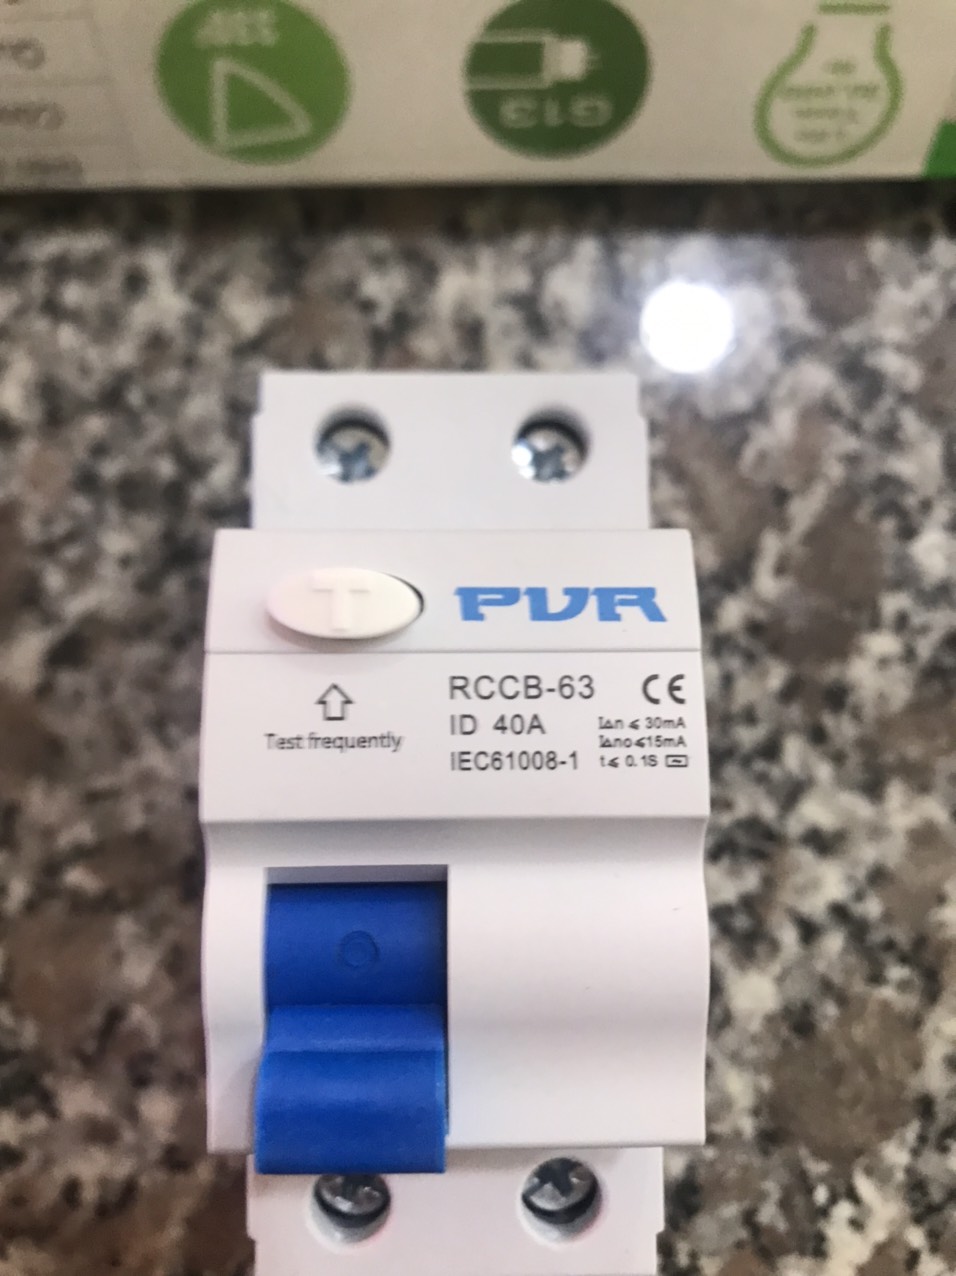 G13
T
PVR
RCCB-63 CE
ID 40A
IEC61008-1
IΔn ≤ 30mA
IΔno ≤15mA
t≤ 0.1S
Test frequently